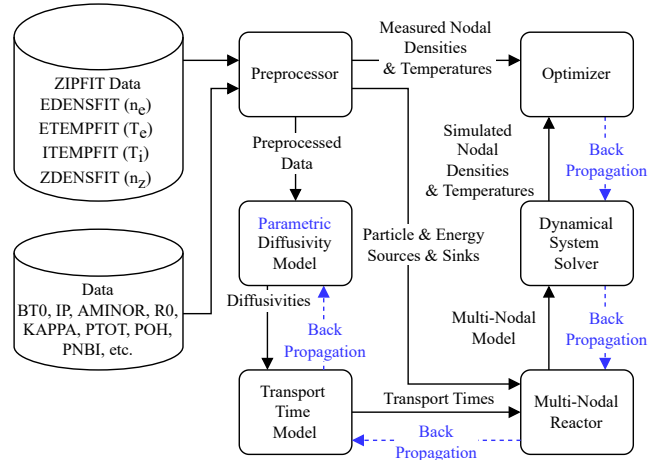 ZIPFIT Data
EDENSFIT (nₑ)
ETEMPFIT (Tₑ)
ITEMPFIT (Tᵢ)
ZDENSFIT (n_z)
Data
BT0, IP, AMINOR, R0,
KAPPA, PTOT, POH,
PNBI, etc.
Preprocessor
Measured Nodal
Densities
& Temperatures
Optimizer
Preprocessed
Data
Simulated
Nodal
Densities
& Temperatures
Back
Propagation
Parametric
Diffusivity
Model
Particle & Energy
Sources & Sinks
Dynamical
System
Solver
Diffusivities
Back
Propagation
Multi-Nodal
Model
Back
Propagation
Transport
Time
Model
Transport Times
Back
Propagation
Multi-Nodal
Reactor